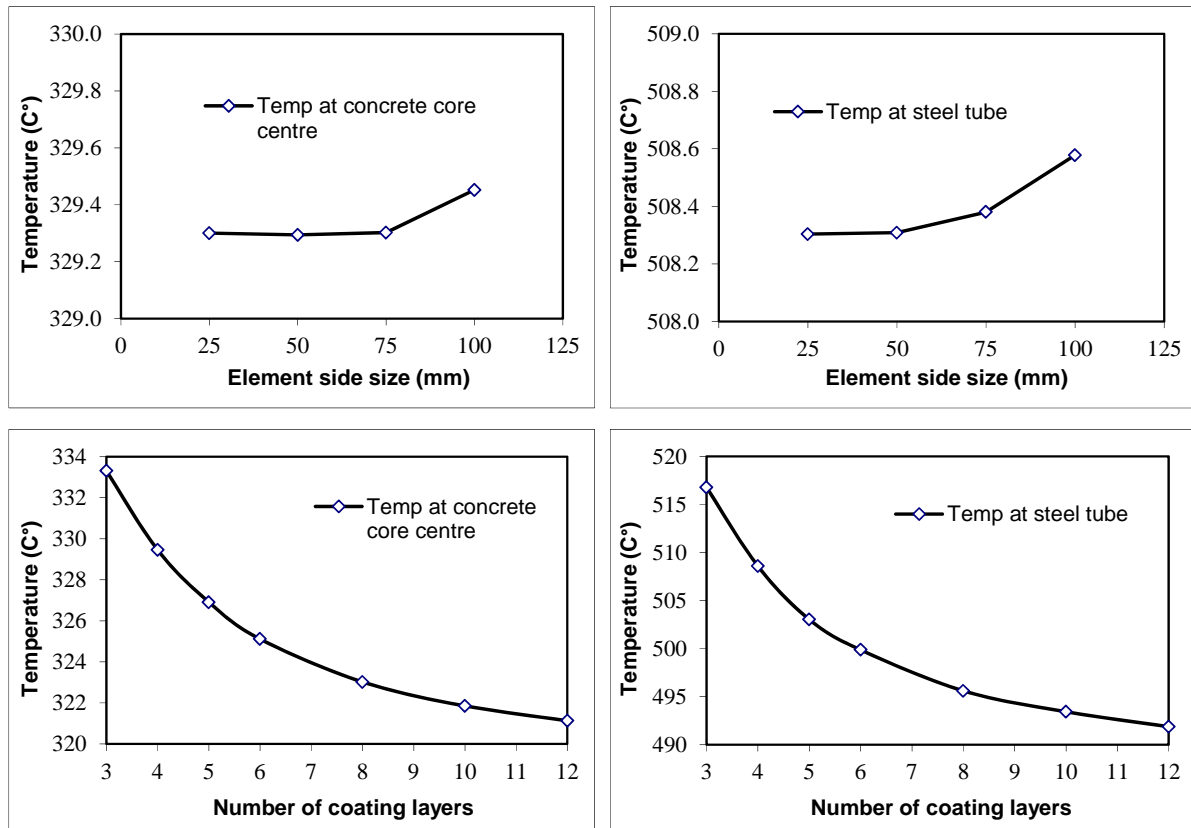 330.0
329.8
329.6
329.4
329.2
329.0
Temperature (C°)
Temp at concrete core
centre
0 25 50 75 100 125
Element side size (mm)
509.0
508.8
508.6
508.4
508.2
508.0
Temperature (C°)
Temp at steel tube
0 25 50 75 100 125
Element side size (mm)
334
332
330
328
326
324
322
320
Temperature (C°)
Temp at concrete
core centre
3 4 5 6 7 8 9 10 11 12
Number of coating layers
520
515
510
505
500
495
490
Temperature (C°)
Temp at steel tube
3 4 5 6 7 8 9 10 11 12
Number of coating layers